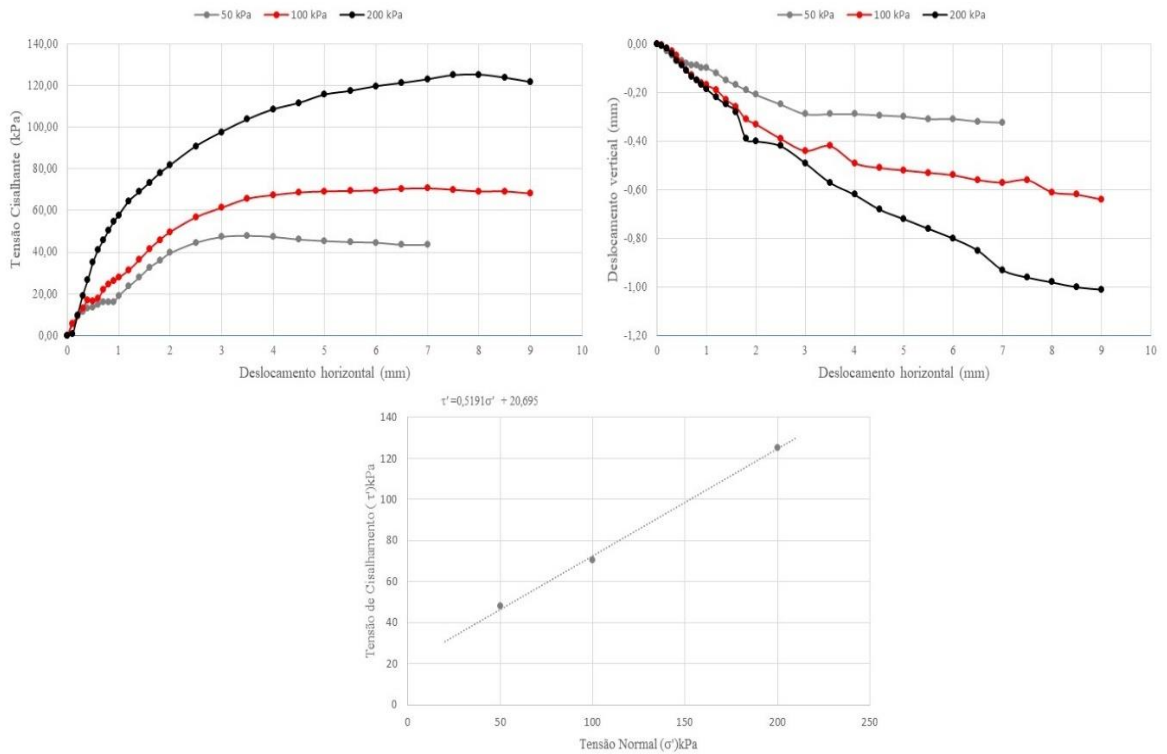 50 kPa 100 kPa 200 kPa
Tensão Cisalhante (kPa)
140,00
120,00
100,00
80,00
60,00
40,00
20,00
0,00
0 1 2 3 4 5 6 7 8 9 10
Deslocamento horizontal (mm)
50 kPa 100 kPa 200 kPa
Deslocamento vertical (mm)
0,00
-0,20
-0,40
-0,60
-0,80
-1,00
-1,20
0 1 2 3 4 5 6 7 8 9 10
Deslocamento horizontal (mm)
τ'=0,5191σ' + 20,695
Tensão de Cisalhamento ( τ')kPa
140
120
100
80
60
40
20
0
0 50 100 150 200 250
Tensão Normal (σ')kPa